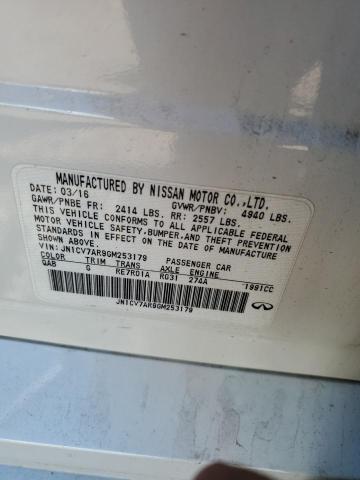 MANUFACTURED BY NISSAN MOTOR CO.,LTD.
DATE: 03/16 GVWR/PNBV: 4940 LBS.
GAWR/PNBE FR: 2414 LBS. RR: 2557 LBS.
THIS VEHICLE CONFORMS TO ALL APPLICABLE FEDERAL
MOTOR VEHICLE SAFETY,BUMPER,AND THEFT PREVENTION
STANDARDS IN EFFECT ON THE DATE OF MANUFACTURE
SHOWN ABOVE.
VIN: JN1CV7AR9GM253179 PASSENGER CAR
COLOR TRIM TRANS AXLE ENGINE
QAB G RE7R01A RG31 274A 1991CC
JN1CV7AR9GM253179